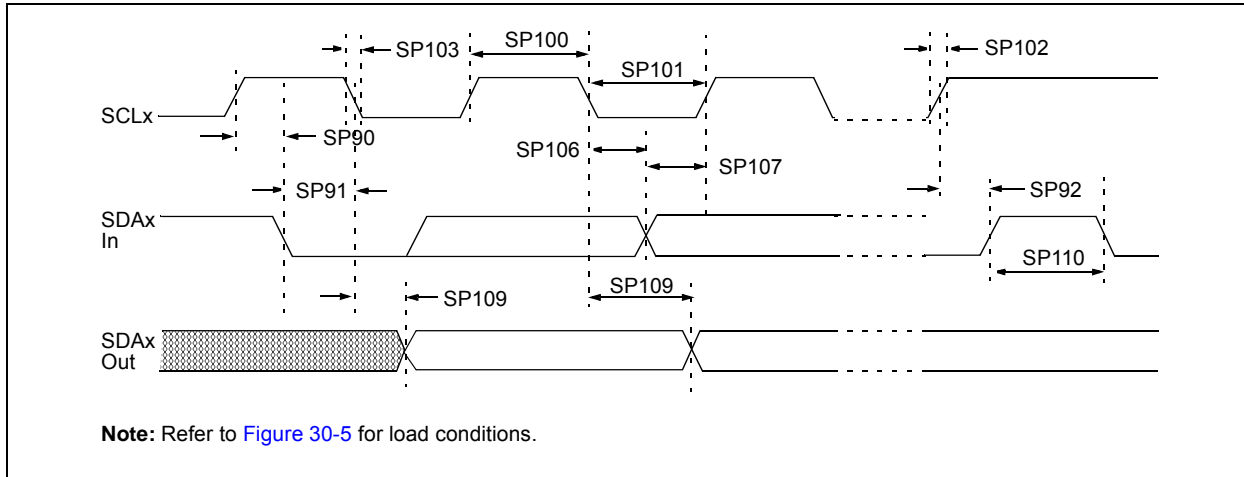 SP103
SP100
SP101
SP102
SCLx
SP90
SP106
SP107
SP91
SP92
SDAx
In
SP110
SP109
SP109
SDAx
Out
Note: Refer to Figure 30-5 for load conditions.